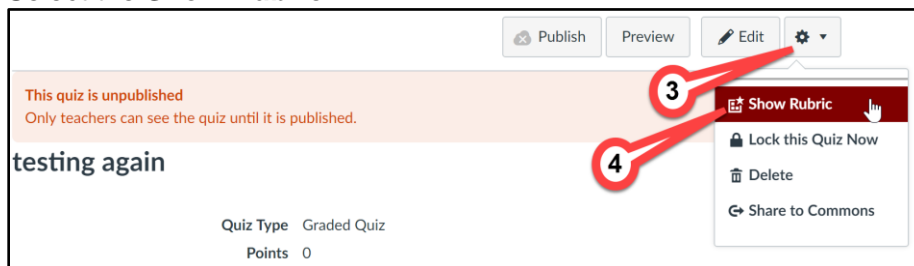 Publish
Preview
Edit
3
This quiz is unpublished
Only teachers can see the quiz until it is published.
Show Rubric
Lock this Quiz Now
testing again
4
Delete
Share to Commons
Quiz Type Graded Quiz
Points 0